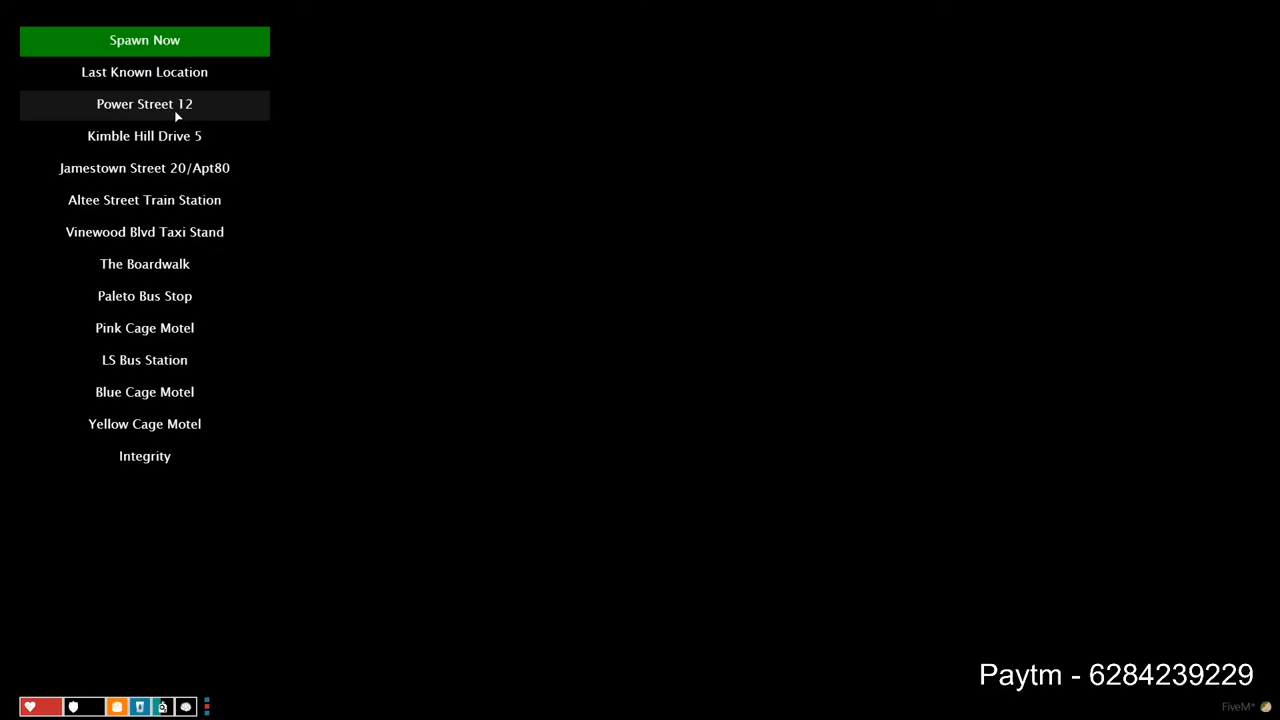 Spawn Now
Last Known Location
Power Street 12
Kimble Hill Drive 5
Jamestown Street 20/Apt80
Altee Street Train Station
Vinewood Blvd Taxi Stand
The Boardwalk
Paleto Bus Stop
Pink Cage Motel
LS Bus Station
Blue Cage Motel
Yellow Cage Motel
Integrity
Paytm - 6284239229
FiveM*